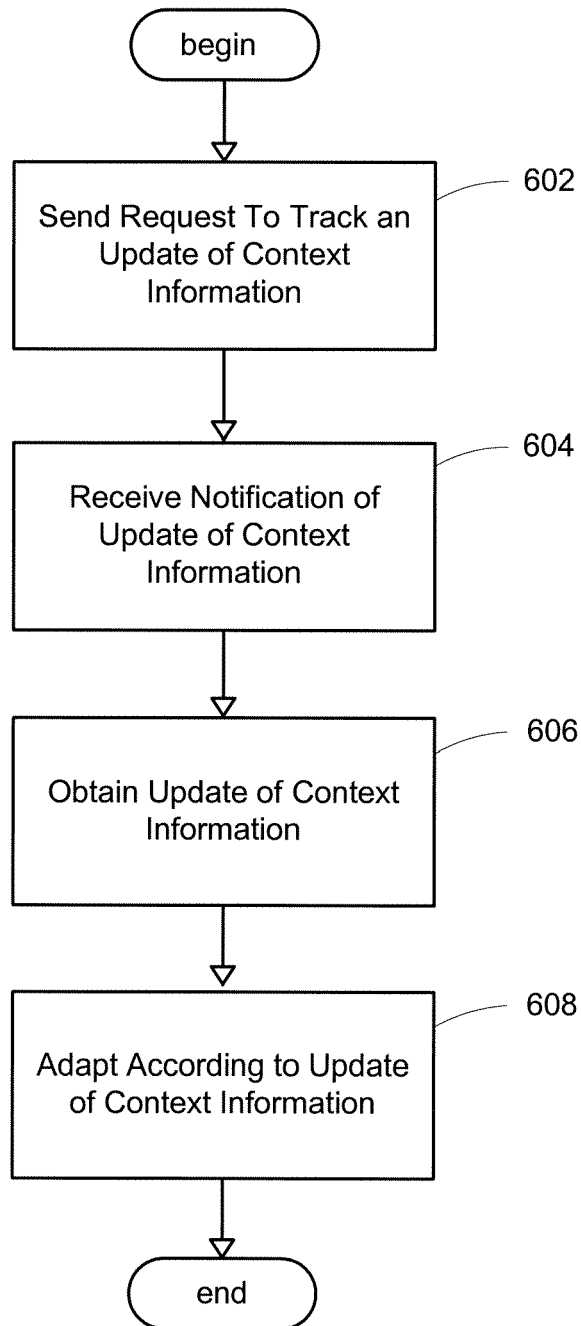 begin
602
Send Request To Track an
Update of Context
Information
604
Receive Notification of
Update of Context
Information
606
Obtain Update of Context
Information
608
Adapt According to Update
of Context Information
end